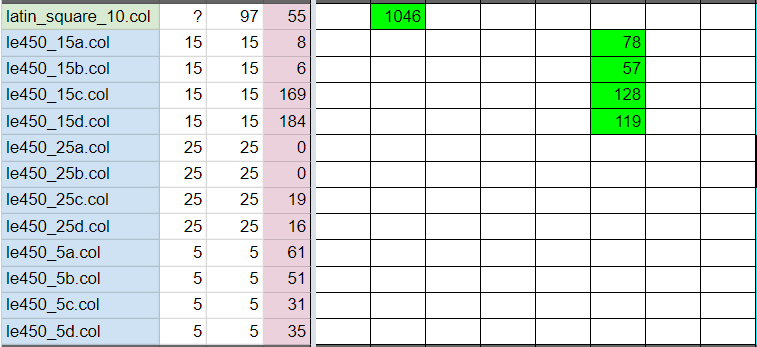 latin_square_10.col ? 97 55 1046
le450_15a.col 15 15 8 78
le450_15b.col 15 15 6 57
le450_15c.col 15 15 169 128
le450_15d.col 15 15 184 119
le450_25a.col 25 25 0
le450_25b.col 25 25 0
le450_25c.col 25 25 19
le450_25d.col 25 25 16
le450_5a.col 5 5 61
le450_5b.col 5 5 51
le450_5c.col 5 5 31
le450_5d.col 5 5 35